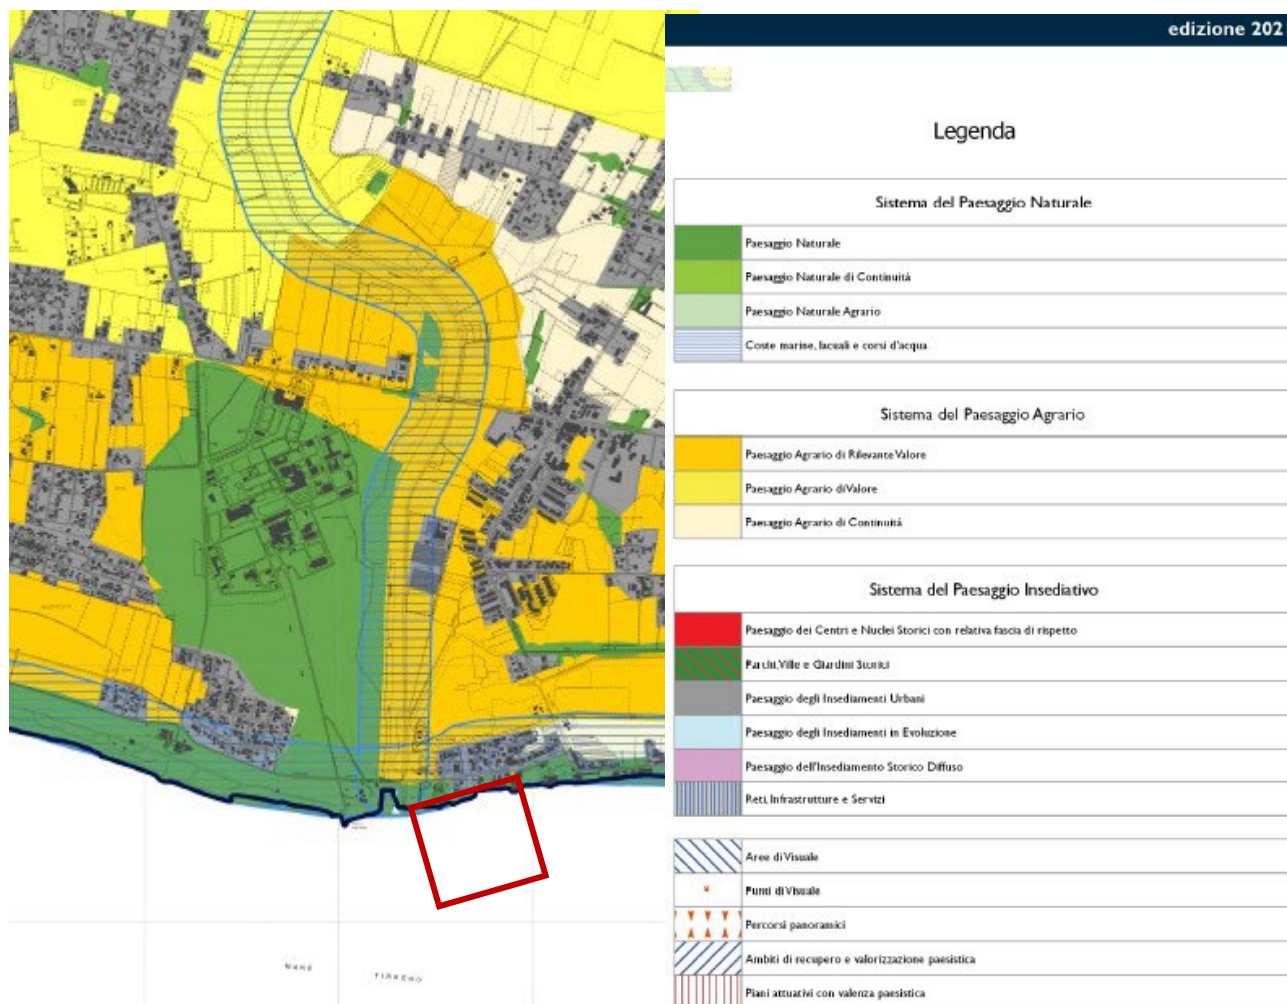 edizione 202
Legenda
Sistema del Paesaggio Naturale
Paesaggio Naturale
Paesaggio Naturale di Continuità
Paesaggio Naturale Agrario
Coste marine, lacuali e corsi d'acqua
Sistema del Paesaggio Agrario
Paesaggio Agrario di Rilevante Valore
Paesaggio Agrario di Valore
Paesaggio Agrario di Continuità
Sistema del Paesaggio Insediativo
Paesaggio dei Centri e Nuclei Storici con relativa fascia di rispetto
Parchi, Ville e Giardini Storici
Paesaggio degli Insediamenti Urbani
Paesaggio degli Insediamenti in Evoluzione
Paesaggio dell'Insediamento Storico Diffuso
Reti, Infrastrutture e Servizi
Aree di Visuale
Punti di Visuale
Percorsi panoramici
Ambiti di recupero e valorizzazione paesistica
Piani attuativi con valenza paesistica
MARE TIRRENO